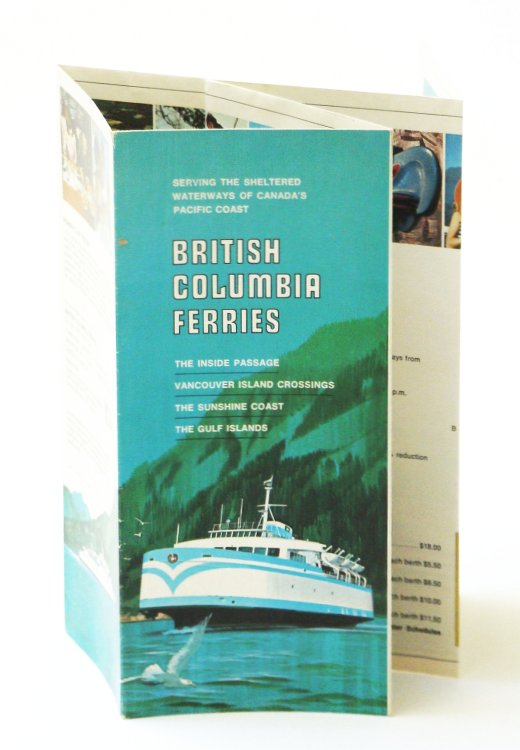 SERVING THE SHELTERED
WATERWAYS OF CANADA'S
PACIFIC COAST
BRITISH
COLUMBIA
FERRIES
THE INSIDE PASSAGE
VANCOUVER ISLAND CROSSINGS
THE SUNSHINE COAST
THE GULF ISLANDS
ays from
p.m.
B
reduction
$18.00
ach berth $5.50
ach berth $8.50
ch berth $10.00
ch berth $11.50